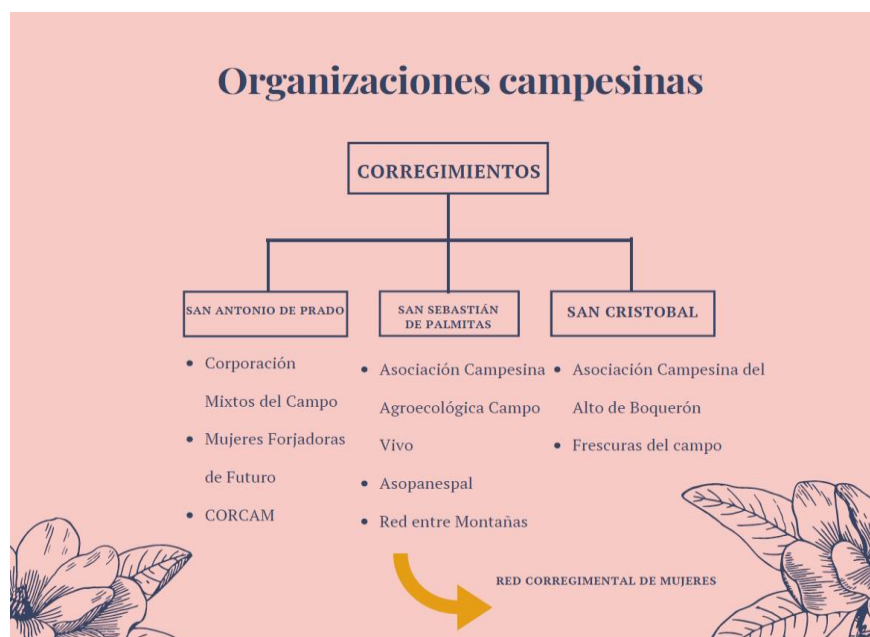 Organizaciones campesinas
CORREGIMIENTOS
SAN ANTONIO DE PRADO
• Corporación
Mixtos del Campo
• Mujeres Forjadoras
de Futuro
• CORCAM
SAN SEBASTIÁN
DE PALMITAS
• Asociación Campesina
Agroecológica Campo
Vivo
• Asopanespal
• Red entre Montañas
SAN CRISTOBAL
• Asociación Campesina del
Alto de Boquerón
• Frescuras del campo
RED CORREGIMENTAL DE MUJERES